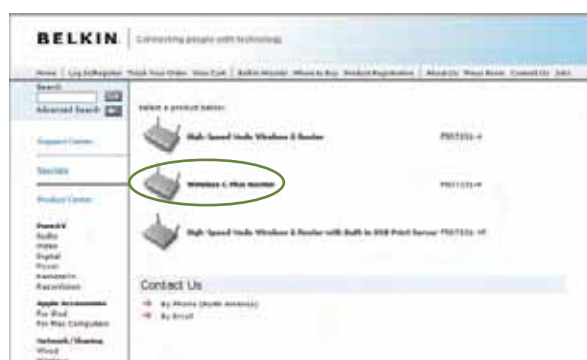 BELKIN. Connecting people with technology
Home | Log In/Register Track Your Order View Cart | Belkin Worldwide Where to Buy Product Registration | About Us Press Room Contact Us Jobs
Search
Advanced Search
Support Center
Specials
Product Center
PureAV
Audio
Video
Digital
Power
RazorVision
Apple Accessories
For iPod
For Mac Computers
Network/Sharing
Wired
Select a product below:
High-Speed Mode Wireless G Router
Wireless G Plus Router
High-Speed Mode Wireless G Router with Built-in USB Print Server
Contact Us
By Phone (North America)
By Email